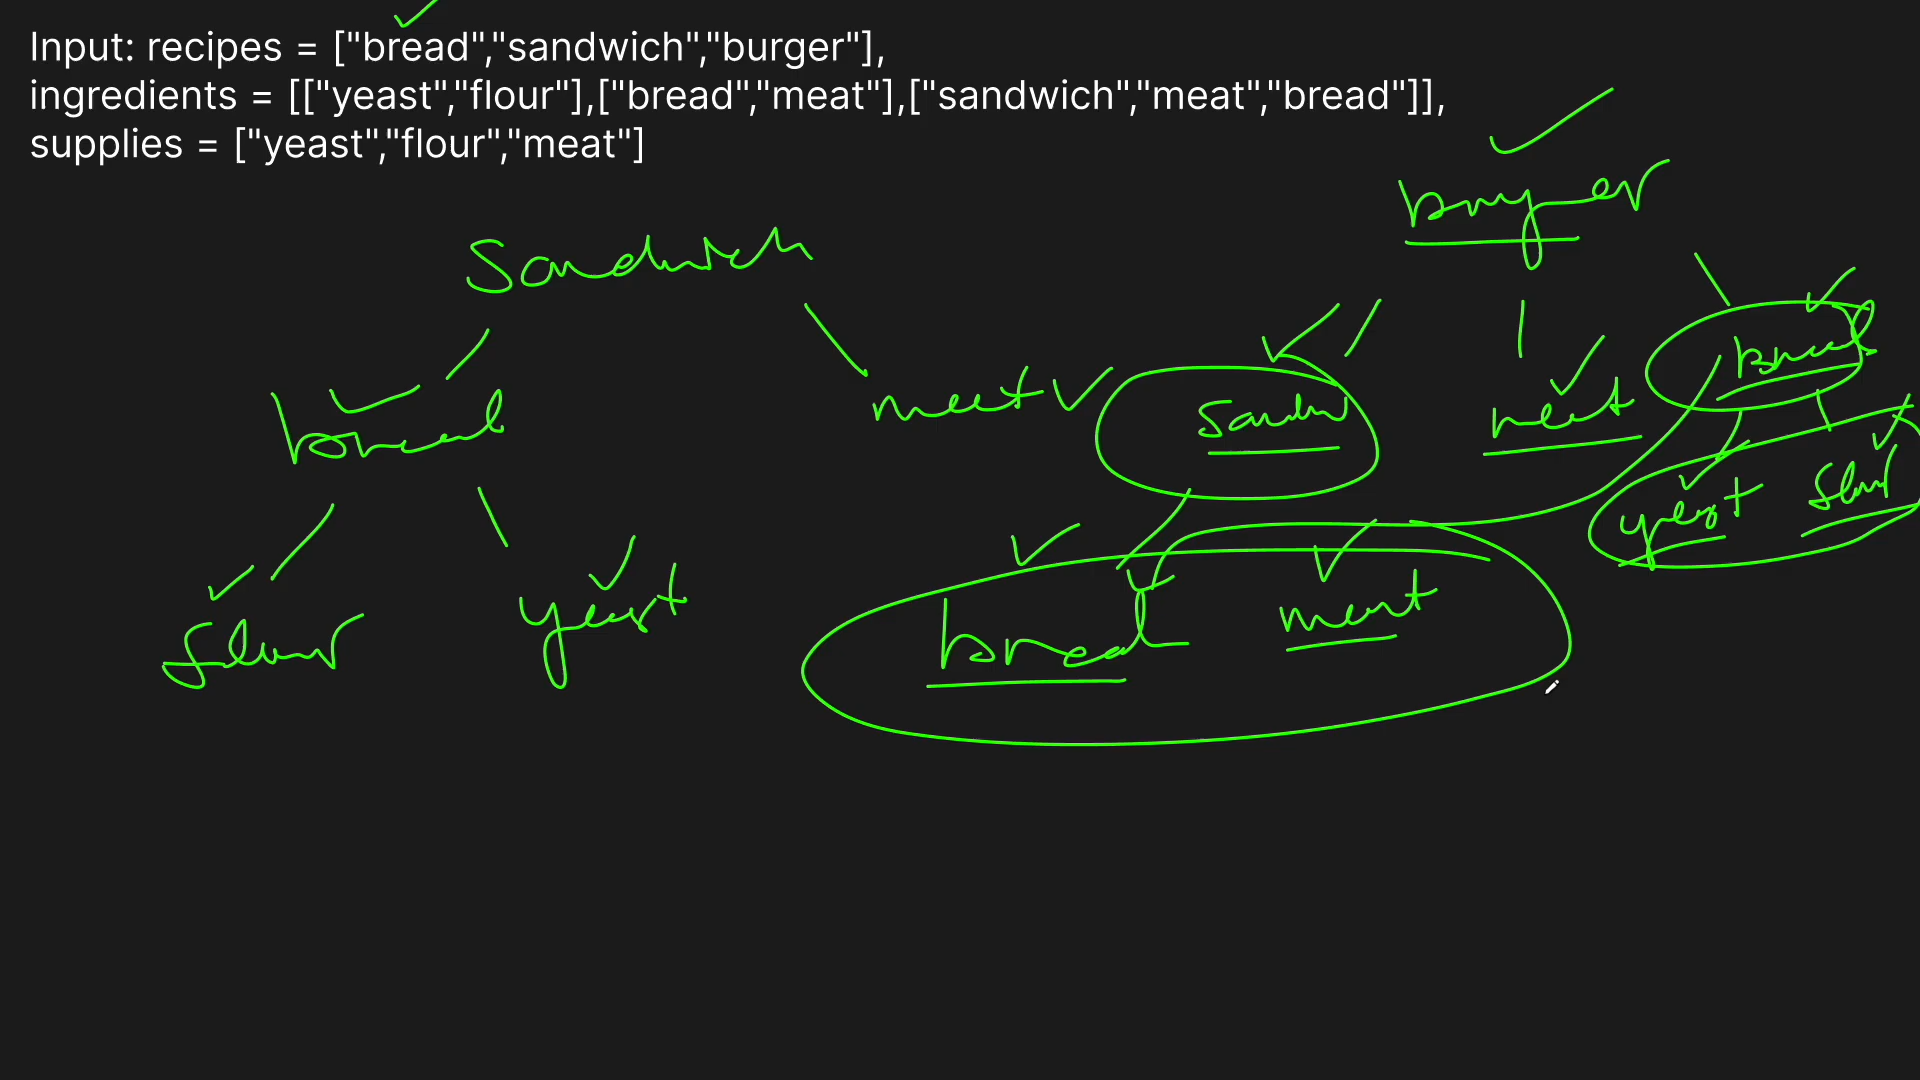 Input: recipes = ["bread","sandwich","burger"],
ingredients = [["yeast","flour"],["bread","meat"],["sandwich","meat","bread"]],
supplies = ["yeast","flour","meat"]
burger
Sandwich
bread
meat
bread
meat
Sandw
yeast
flour
bread
meat
yeast
flour